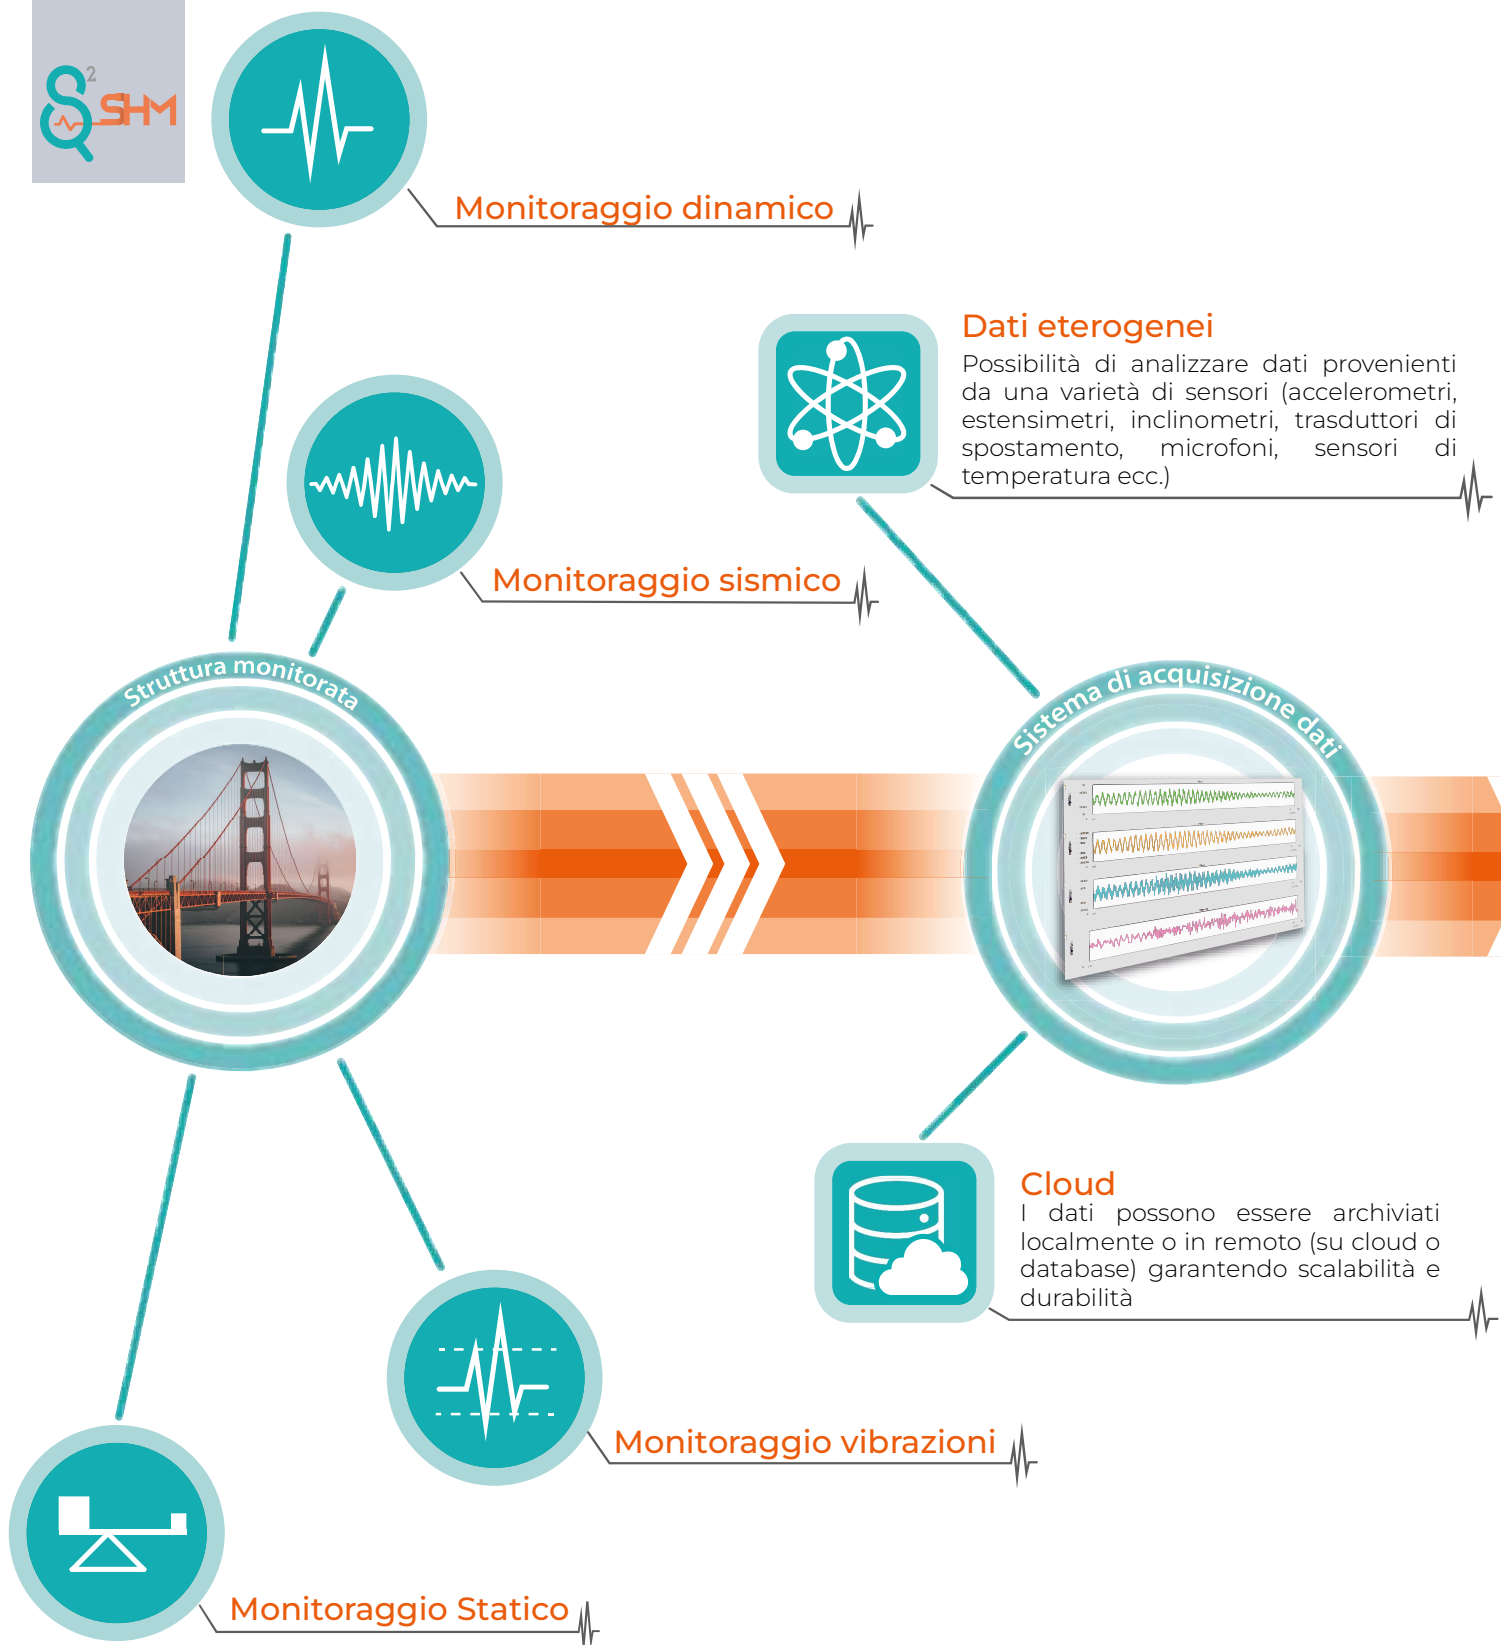 2
SHM
Monitoraggio dinamico
Dati eterogenei
Possibilità di analizzare dati provenienti
da una varietà di sensori (accelerometri,
estensimetri, inclinometri, trasduttori di
spostamento, microfoni, sensori di
temperatura ecc.)
Monitoraggio sismico
Struttura monitorata
Sistema di acquisizione dati
Cloud
I dati possono essere archiviati
localmente o in remoto (su cloud o
database) garantendo scalabilità e
durabilità
Monitoraggio vibrazioni
Monitoraggio Statico